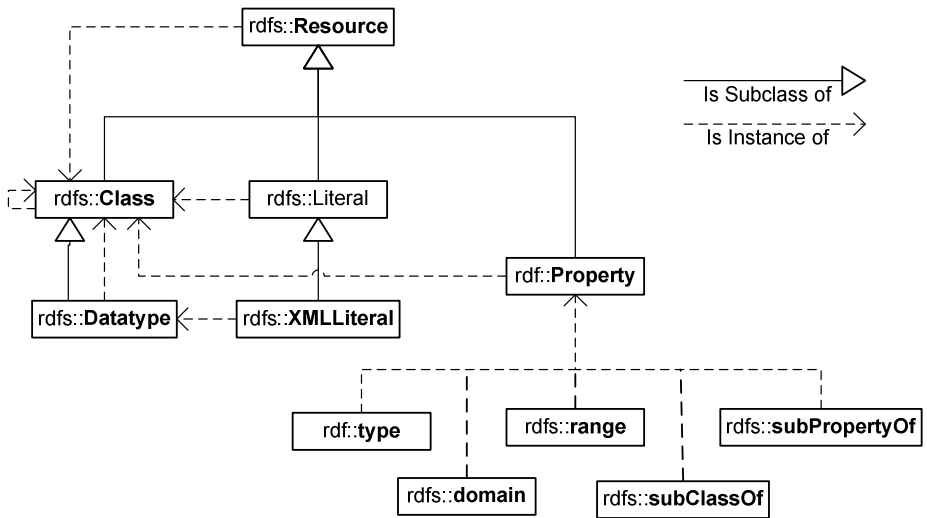 rdfs::Resource
Is Subclass of
Is Instance of
rdfs::Class
rdfs::Literal
rdf::Property
rdfs::Datatype
rdfs::XMLLiteral
rdf::type
rdfs::range
rdfs::subPropertyOf
rdfs::domain
rdfs::subClassOf